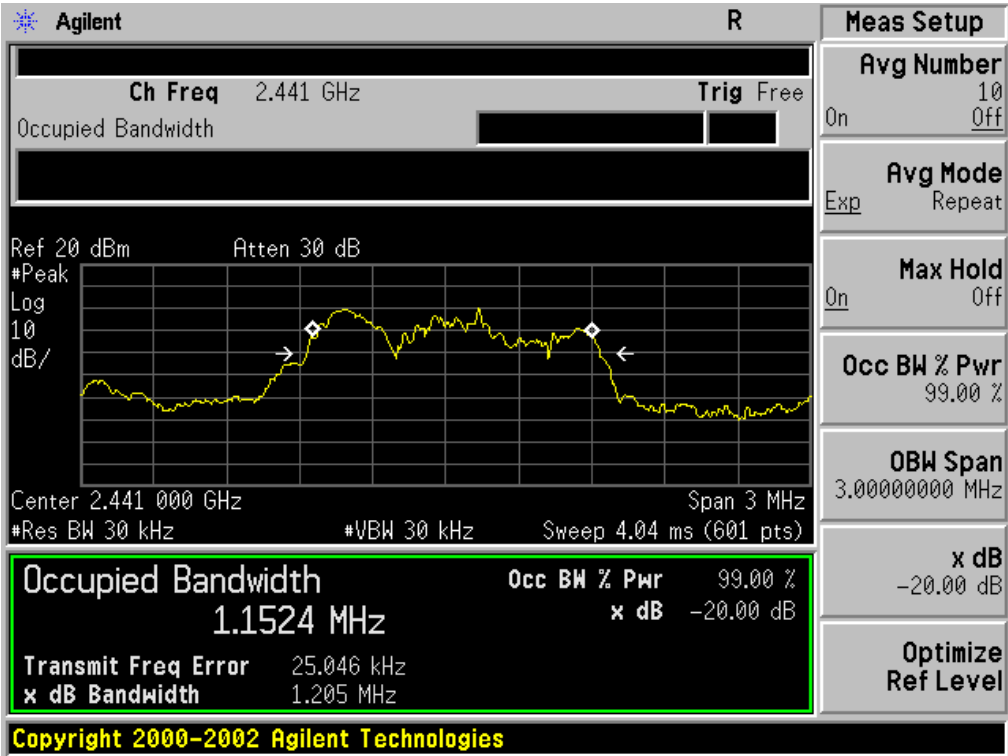 Agilent R Meas Setup
Ch Freq 2.441 GHz Trig Free
Occupied Bandwidth
Ref 20 dBm Atten 30 dB
#Peak
Log
10
dB/
Center 2.441 000 GHz Span 3 MHz
#Res BW 30 kHz #VBW 30 kHz Sweep 4.04 ms (601 pts)
Occupied Bandwidth Occ BW % Pwr 99.00 %
1.1524 MHz x dB -20.00 dB
Transmit Freq Error 25.046 kHz
x dB Bandwidth 1.205 MHz
Avg Number
10
On Off
Avg Mode
Exp Repeat
Max Hold
On Off
Occ BW % Pwr
99.00 %
OBW Span
3.00000000 MHz
x dB
-20.00 dB
Optimize
Ref Level
Copyright 2000-2002 Agilent Technologies